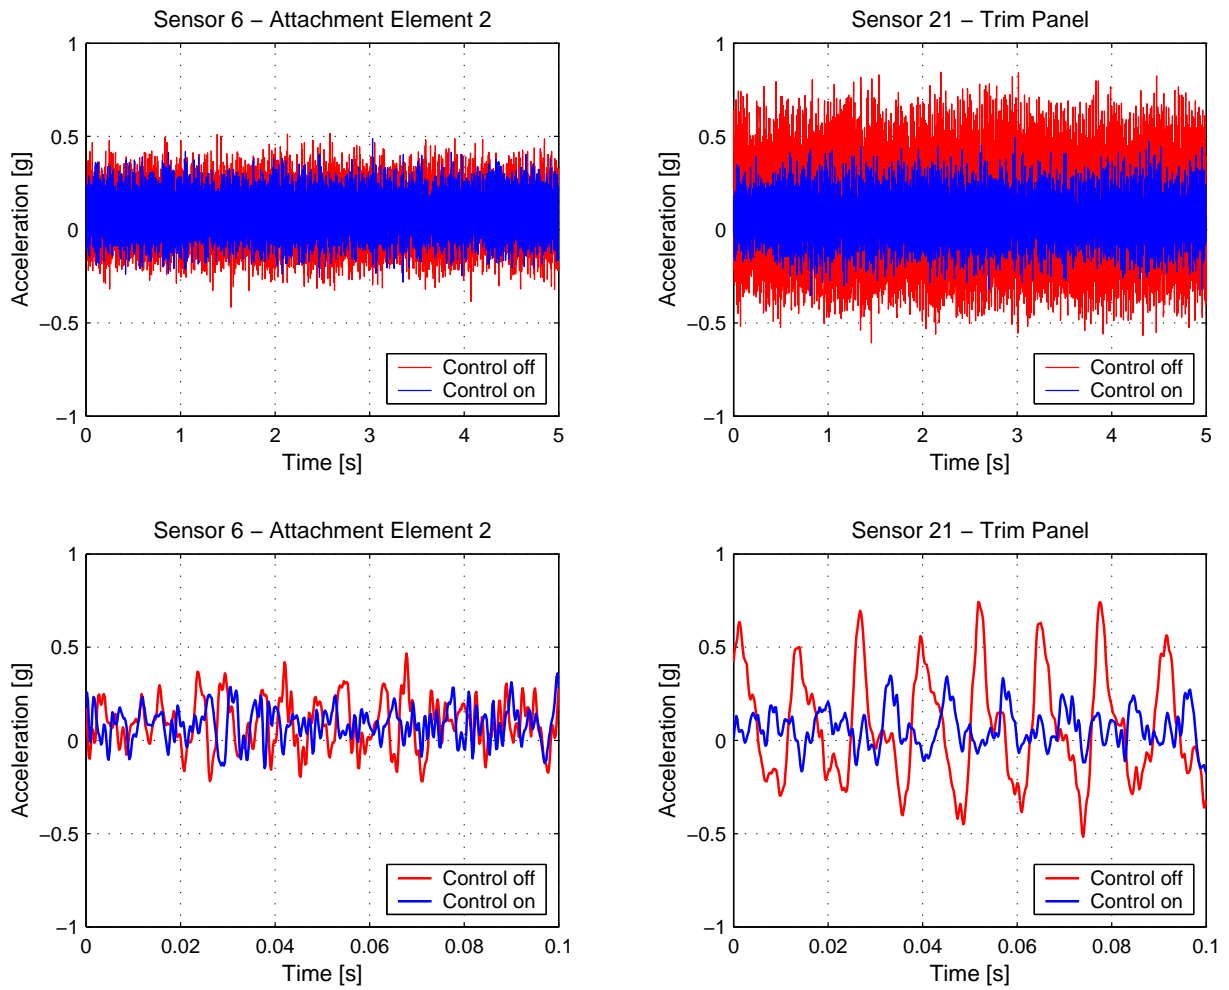 Sensor 6 − Attachment Element 2
1
0.5
0
−0.5
−1
Acceleration [g]
Control off
Control on
0 1 2 3 4 5
Time [s]
Sensor 21 − Trim Panel
1
0.5
0
−0.5
−1
Acceleration [g]
Control off
Control on
0 1 2 3 4 5
Time [s]
Sensor 6 − Attachment Element 2
1
0.5
0
−0.5
−1
Acceleration [g]
Control off
Control on
0 0.02 0.04 0.06 0.08 0.1
Time [s]
Sensor 21 − Trim Panel
1
0.5
0
−0.5
−1
Acceleration [g]
Control off
Control on
0 0.02 0.04 0.06 0.08 0.1
Time [s]